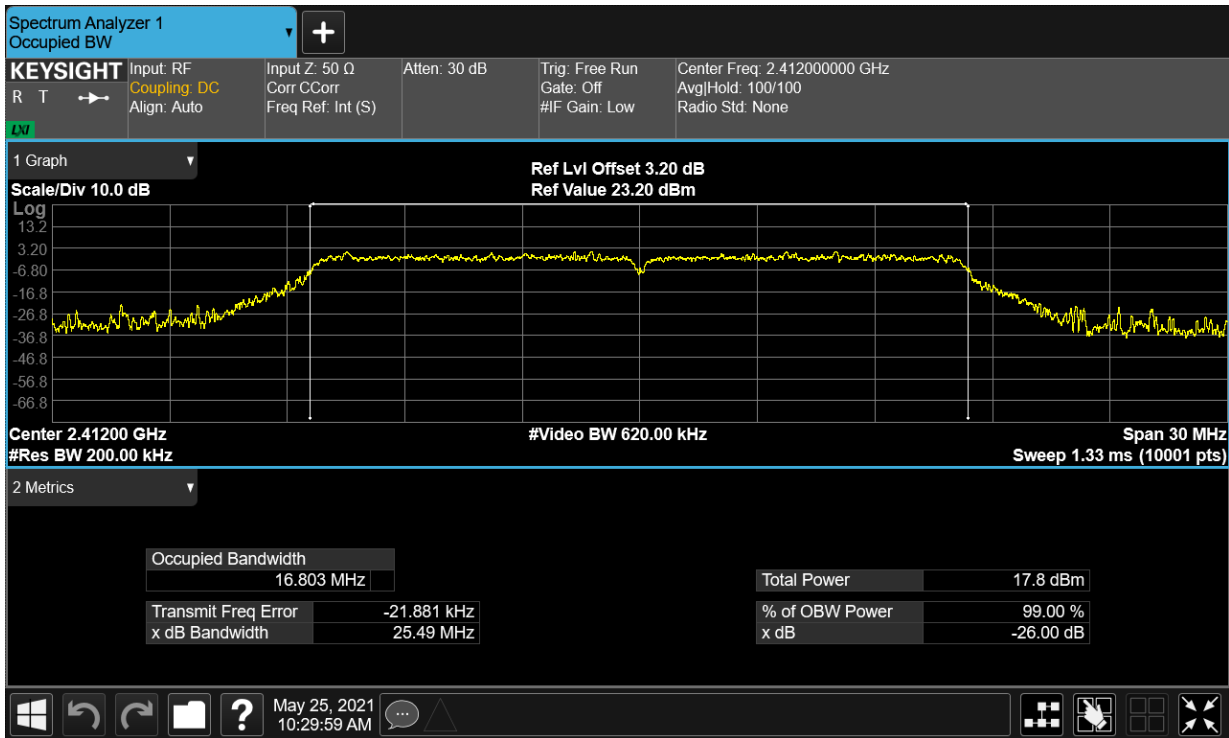 Spectrum Analyzer 1
Occupied BW
▼
+
KEYSIGHT
R T
LXI
Input: RF
Coupling: DC
Align: Auto
Input Z: 50 Ω
Corr CCorr
Freq Ref: Int (S)
Atten: 30 dB
Trig: Free Run
Gate: Off
#IF Gain: Low
Center Freq: 2.412000000 GHz
Avg|Hold: 100/100
Radio Std: None
1 Graph ▼
Scale/Div 10.0 dB
Ref Lvl Offset 3.20 dB
Ref Value 23.20 dBm
Log
13.2
3.20
-6.80
-16.8
-26.8
-36.8
-46.8
-56.8
-66.8
Center 2.41200 GHz
#Res BW 200.00 kHz
#Video BW 620.00 kHz
Span 30 MHz
Sweep 1.33 ms (10001 pts)
2 Metrics ▼
Occupied Bandwidth
16.803 MHz
Transmit Freq Error -21.881 kHz
x dB Bandwidth 25.49 MHz
Total Power 17.8 dBm
% of OBW Power 99.00 %
x dB -26.00 dB
?
May 25, 2021
10:29:59 AM